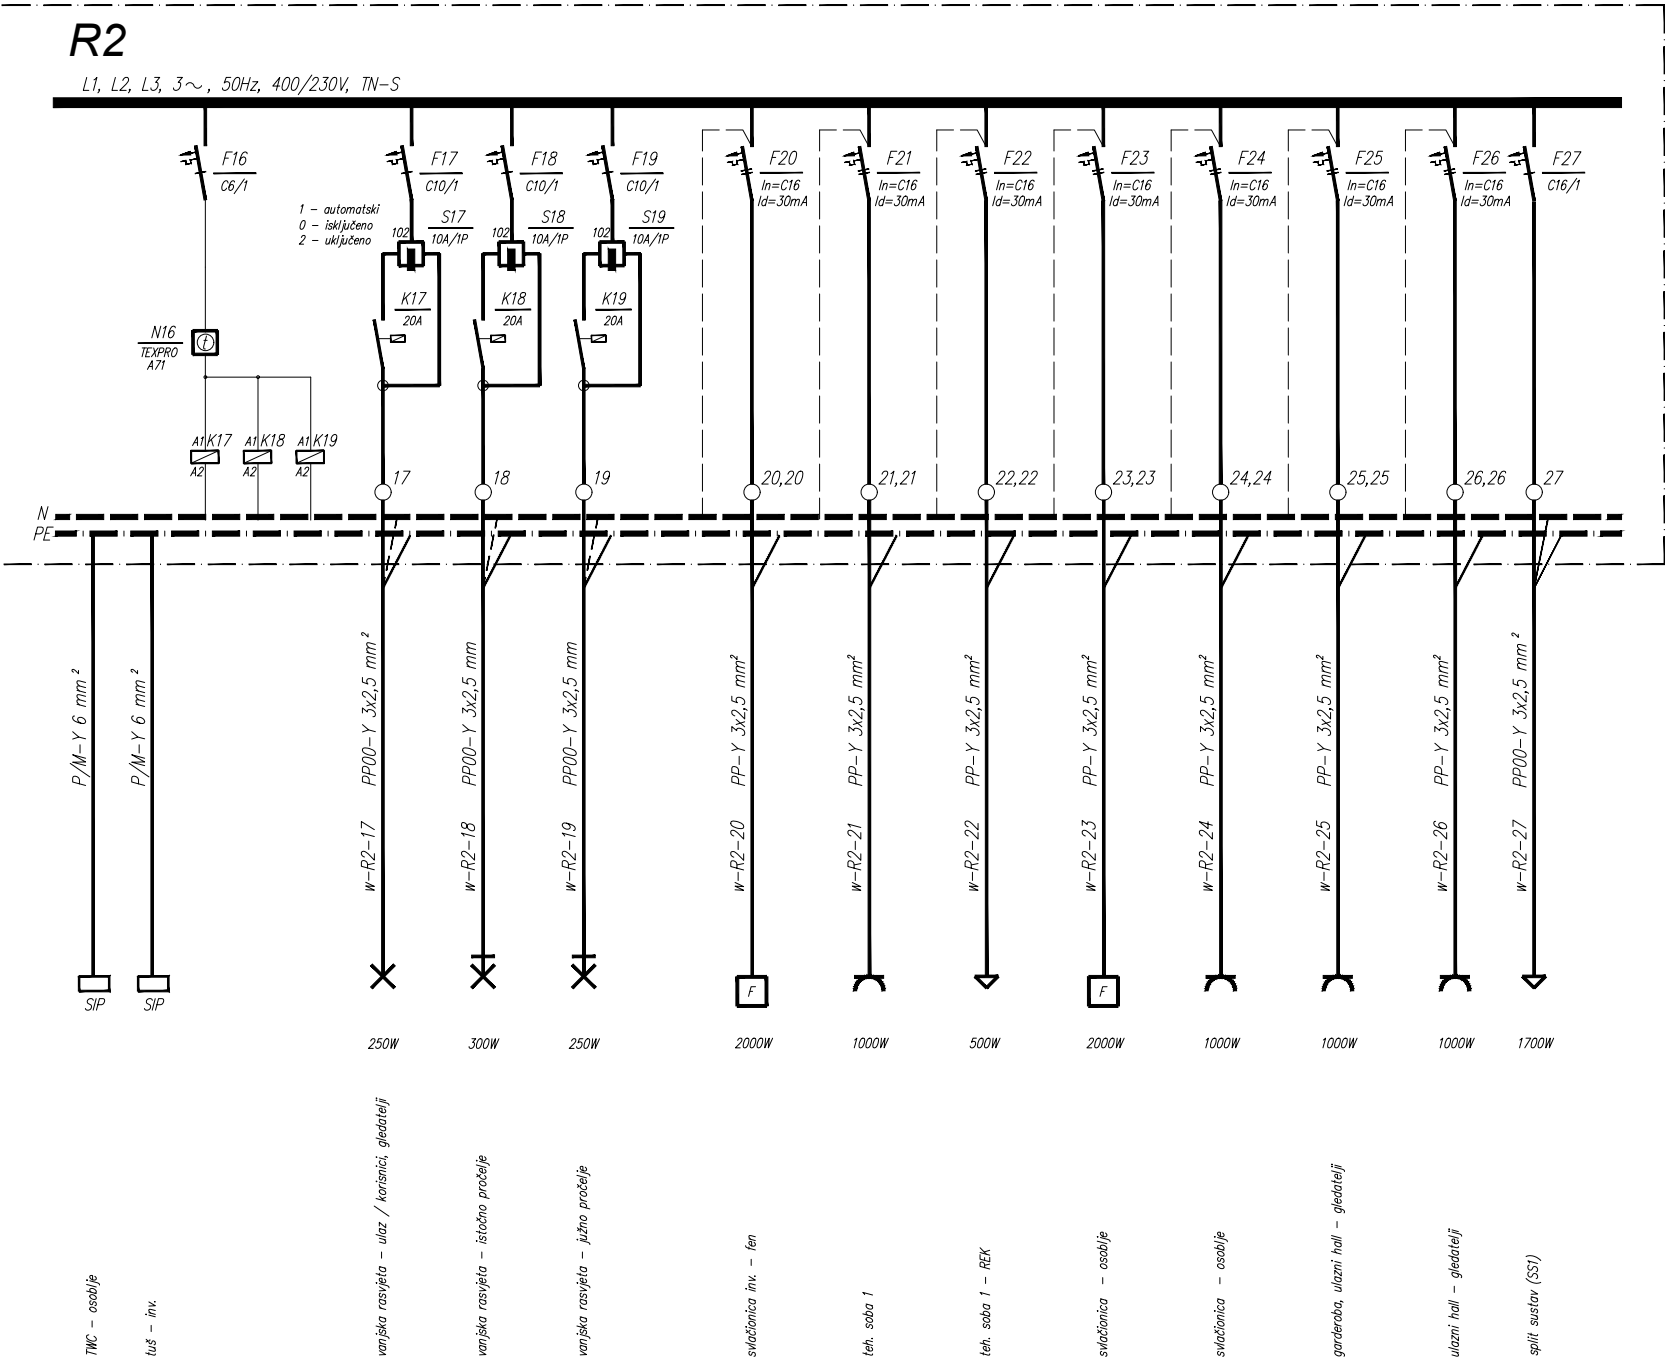 R2
L1, L2, L3, 3~, 50Hz, 400/230V, TN-S
F16
C6/1
F17
C10/1
F18
C10/1
F19
C10/1
F20
In=C16
Id=30mA
F21
In=C16
Id=30mA
F22
In=C16
Id=30mA
F23
In=C16
Id=30mA
F24
In=C16
Id=30mA
F25
In=C16
Id=30mA
F26
In=C16
Id=30mA
F27
C16/1
1 - automatski
0 - isključeno
2 - uključeno
102
S17
10A/1P
102
S18
10A/1P
102
S19
10A/1P
K17
20A
K18
20A
K19
20A
N16
TEXPRO
A71
t
A1 K17
A2
A1 K18
A2
A1 K19
A2
17
18
19
20,20
21,21
22,22
23,23
24,24
25,25
26,26
27
N
PE
P/M-Y 6 mm²
P/M-Y 6 mm²
w-R2-17 PP00-Y 3x2,5 mm²
w-R2-18 PP00-Y 3x2,5 mm
w-R2-19 PP00-Y 3x2,5 mm
w-R2-20 PP-Y 3x2,5 mm²
w-R2-21 PP-Y 3x2,5 mm²
w-R2-22 PP-Y 3x2,5 mm²
w-R2-23 PP-Y 3x2,5 mm²
w-R2-24 PP-Y 3x2,5 mm²
w-R2-25 PP-Y 3x2,5 mm²
w-R2-26 PP-Y 3x2,5 mm²
w-R2-27 PP00-Y 3x2,5 mm²
SIP
SIP
F
F
250W
300W
250W
2000W
1000W
500W
2000W
1000W
1000W
1000W
1700W
TWC - osoblje
tuš - inv.
vanjska rasvjeta - ulaz / korisnici, gledatelji
vanjska rasvjeta - istočno pročelje
vanjska rasvjeta - južno pročelje
svlačionica inv. - fen
teh. soba 1
teh. soba 1 - REK
svlačionica - osoblje
svlačionica - osoblje
garderoba, ulazni hall - gledatelji
ulazni hall - gledatelji
split sustav (SS1)